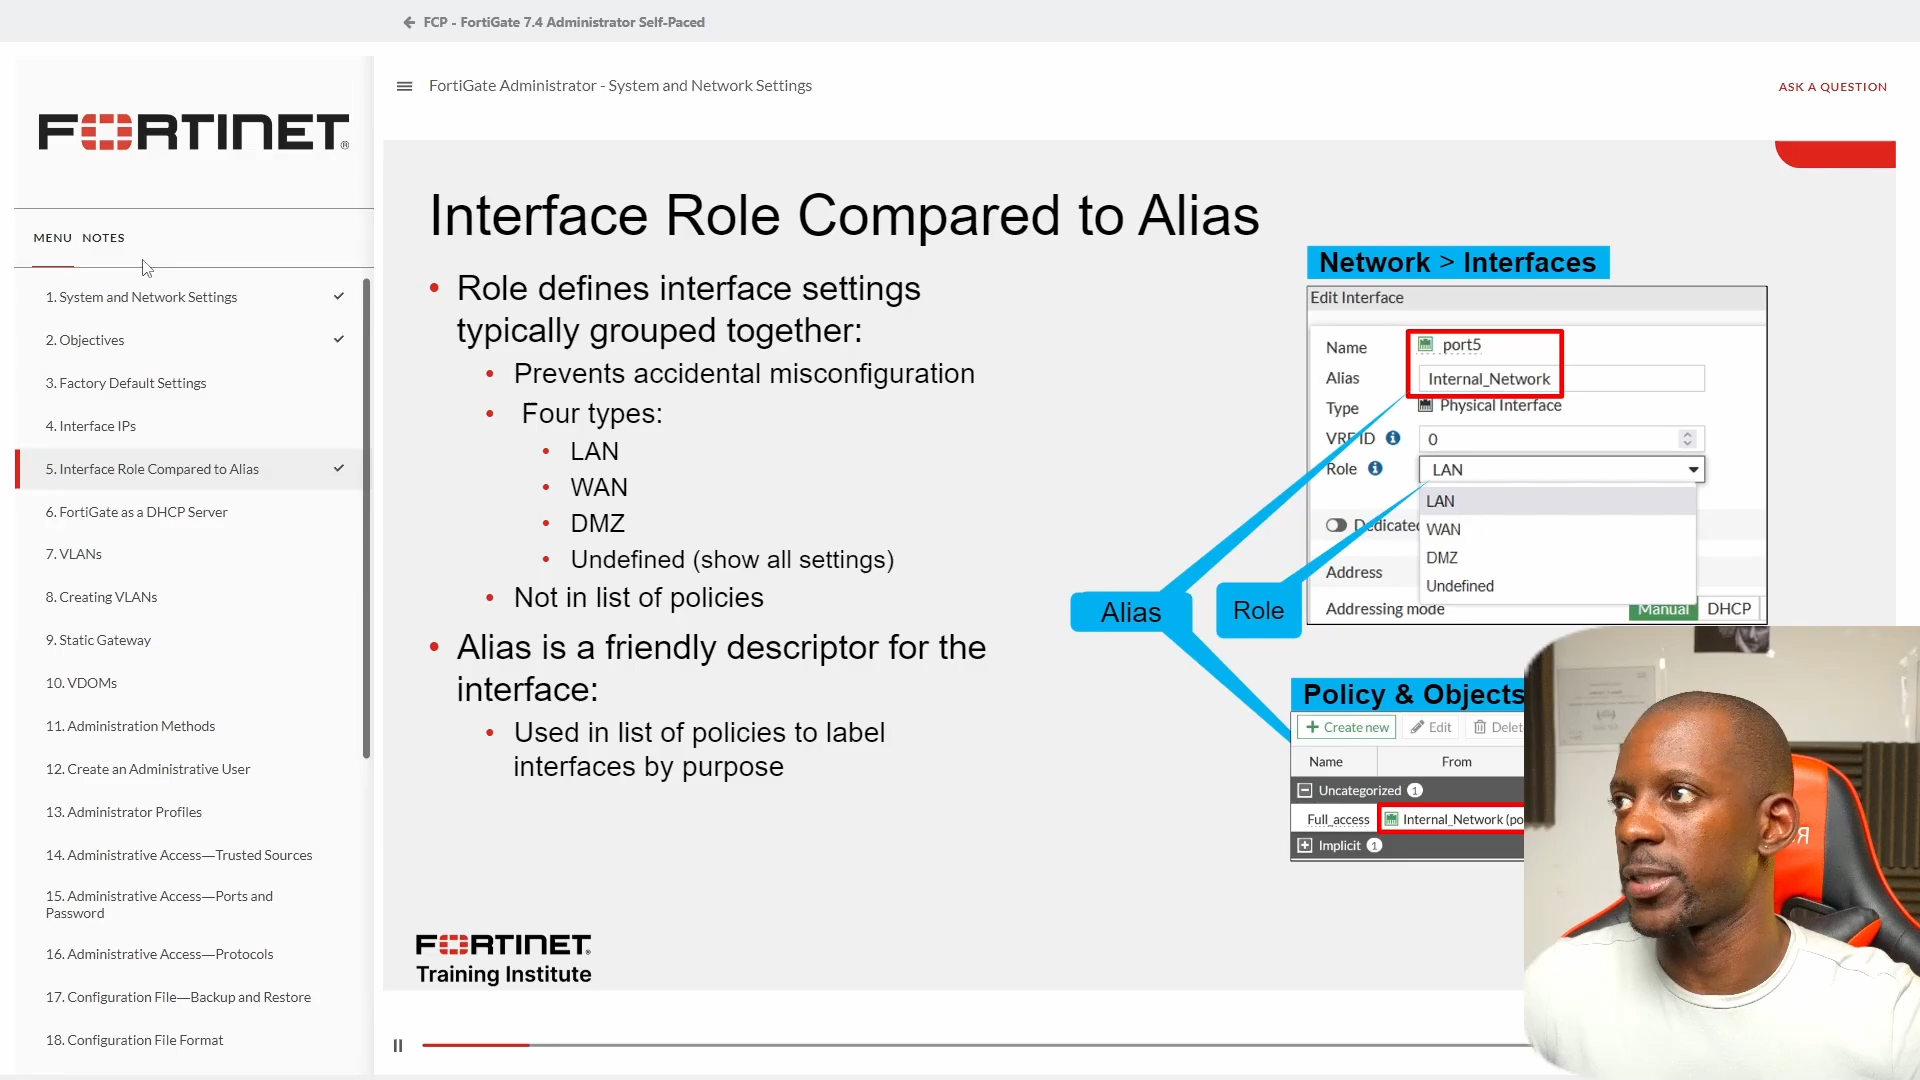 FCP - FortiGate 7.4 Administrator Self-Paced
FORTINET®
MENU NOTES
1. System and Network Settings
2. Objectives
3. Factory Default Settings
4. Interface IPs
5. Interface Role Compared to Alias
6. FortiGate as a DHCP Server
7. VLANs
8. Creating VLANs
9. Static Gateway
10. VDOMs
11. Administration Methods
12. Create an Administrative User
13. Administrator Profiles
14. Administrative Access—Trusted Sources
15. Administrative Access—Ports and
Password
16. Administrative Access—Protocols
17. Configuration File—Backup and Restore
18. Configuration File Format
FortiGate Administrator - System and Network Settings
ASK A QUESTION
Interface Role Compared to Alias
• Role defines interface settings
typically grouped together:
• Prevents accidental misconfiguration
• Four types:
• LAN
• WAN
• DMZ
• Undefined (show all settings)
• Not in list of policies
• Alias is a friendly descriptor for the
interface:
• Used in list of policies to label
interfaces by purpose
Network > Interfaces
Edit Interface
Name port5
Alias Internal_Network
Type Physical Interface
VRF ID 0
Role LAN
LAN
WAN
DMZ
Undefined
Dedicated
Address
Addressing mode Manual DHCP
Alias
Role
Policy & Objects
+ Create new Edit Delet
Name From
Uncategorized 1
Full_access Internal_Network (po
Implicit 1
FORTINET®
Training Institute